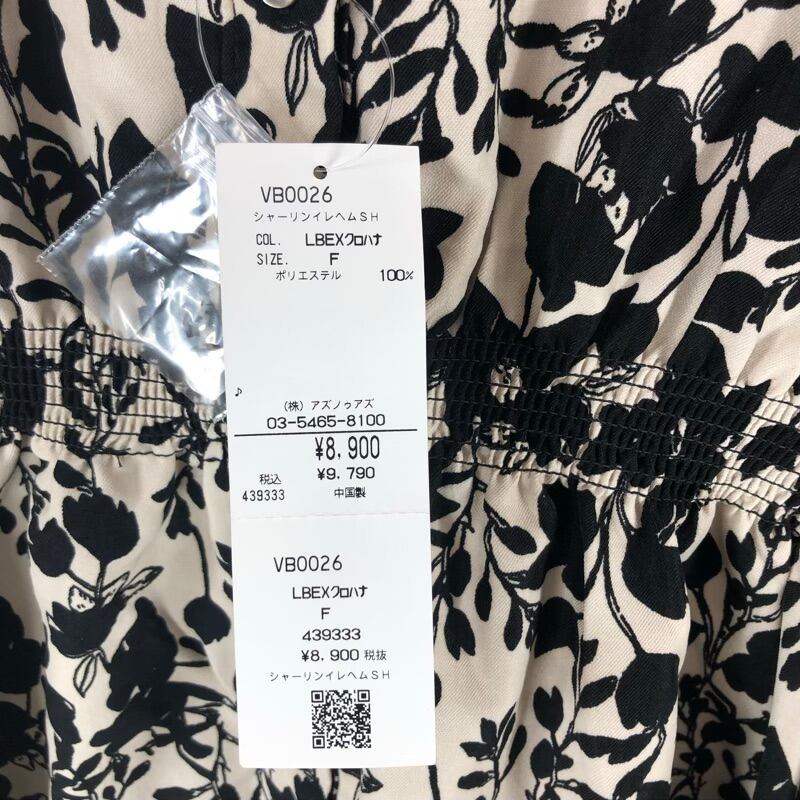 VB0026
シャーリンイレヘムSH
COL. LBEXクロハナ
SIZE. F
ポリエステル 100%
♪
(株)アズノゥアズ
03-5465-8100
¥8,900
税込 ¥9,790
439333 中国製
VB0026
LBEXクロハナ
F
439333
¥8,900 税抜
シャーリンイレヘムSH